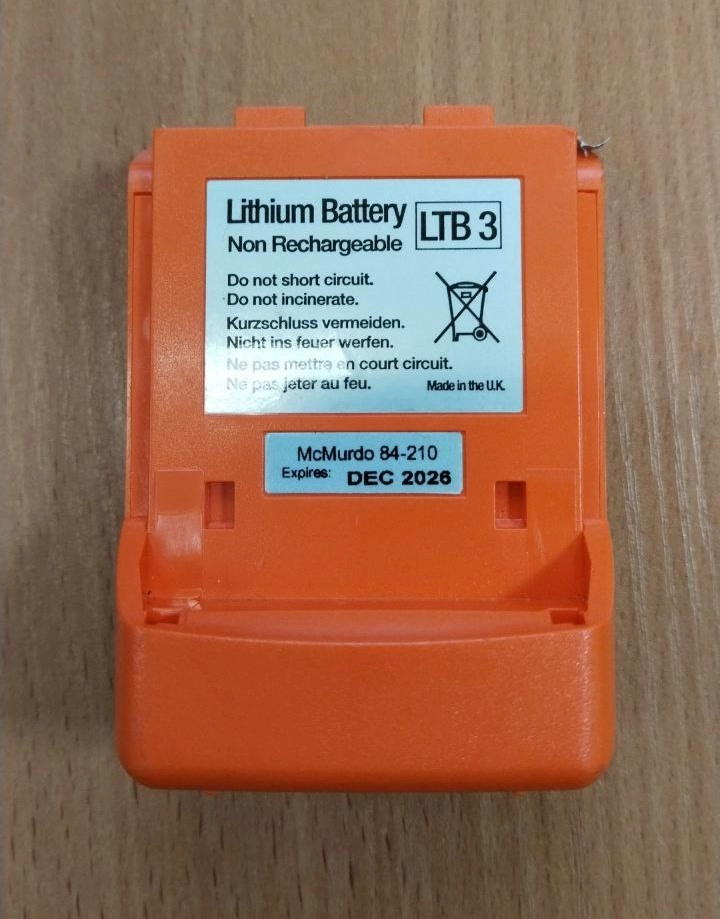 Lithium Battery
LTB 3
Non Rechargeable
Do not short circuit.
Do not incinerate.
Kurzschluss vermeiden.
Nicht ins feuer werfen.
Ne pas mettre en court circuit.
Ne pas jeter au feu.
Made in the U.K.
McMurdo 84-210
Expires: DEC 2026